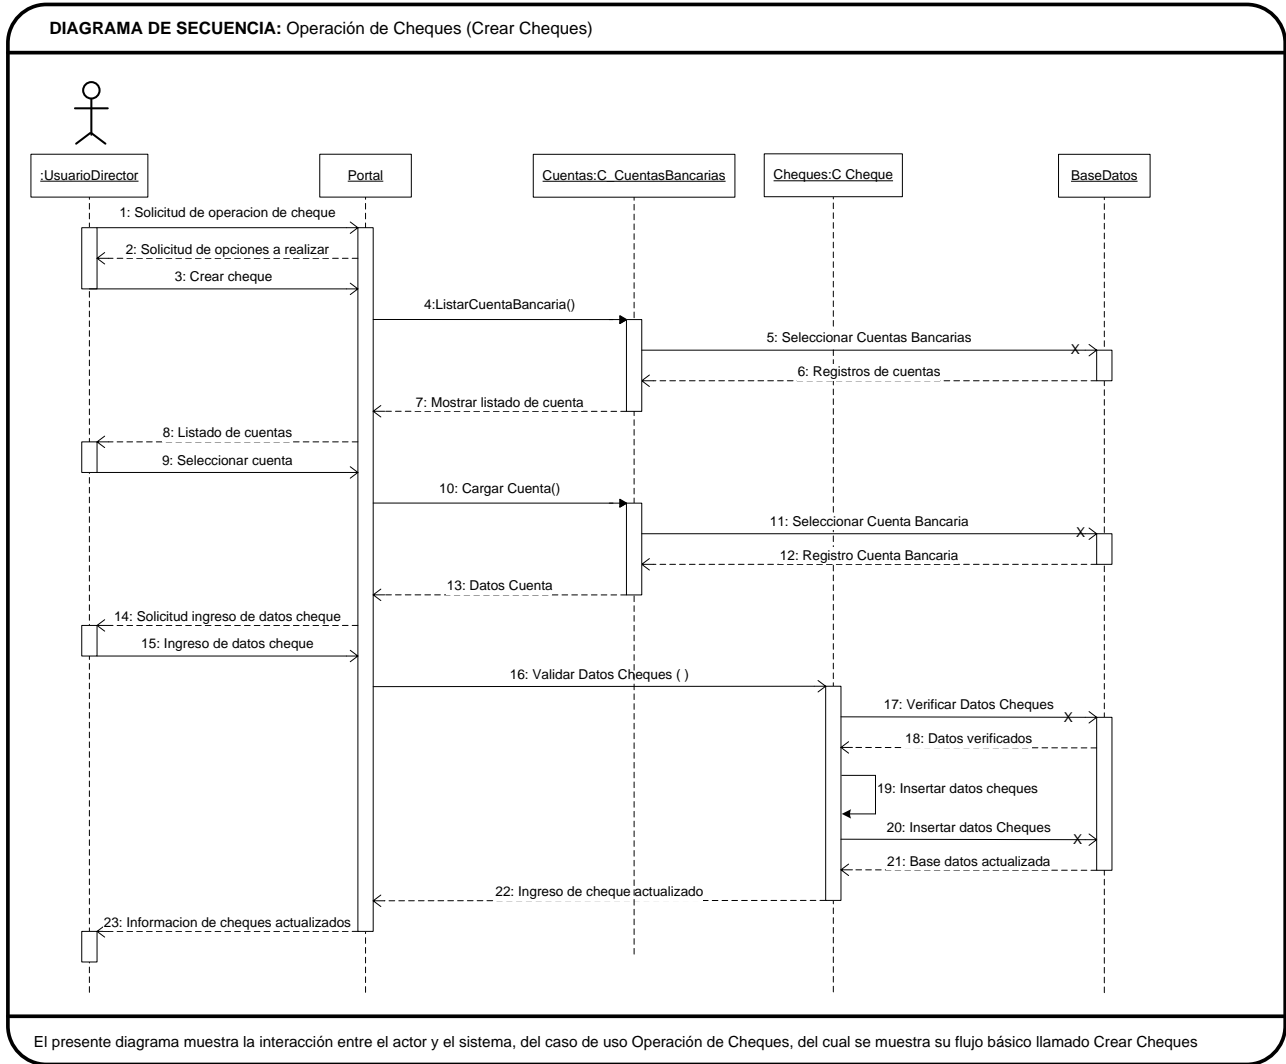 DIAGRAMA DE SECUENCIA: Operación de Cheques (Crear Cheques)
:UsuarioDirector
Portal
Cuentas:C_CuentasBancarias
Cheques:C Cheque
BaseDatos
1: Solicitud de operacion de cheque
2: Solicitud de opciones a realizar
3: Crear cheque
4:ListarCuentaBancaria()
5: Seleccionar Cuentas Bancarias
X
6: Registros de cuentas
7: Mostrar listado de cuenta
8: Listado de cuentas
9: Seleccionar cuenta
10: Cargar Cuenta()
11: Seleccionar Cuenta Bancaria
X
12: Registro Cuenta Bancaria
13: Datos Cuenta
14: Solicitud ingreso de datos cheque
15: Ingreso de datos cheque
16: Validar Datos Cheques ( )
17: Verificar Datos Cheques
X
18: Datos verificados
19: Insertar datos cheques
20: Insertar datos Cheques
X
21: Base datos actualizada
22: Ingreso de cheque actualizado
23: Informacion de cheques actualizados
El presente diagrama muestra la interacción entre el actor y el sistema, del caso de uso Operación de Cheques, del cual se muestra su flujo básico llamado Crear Cheques